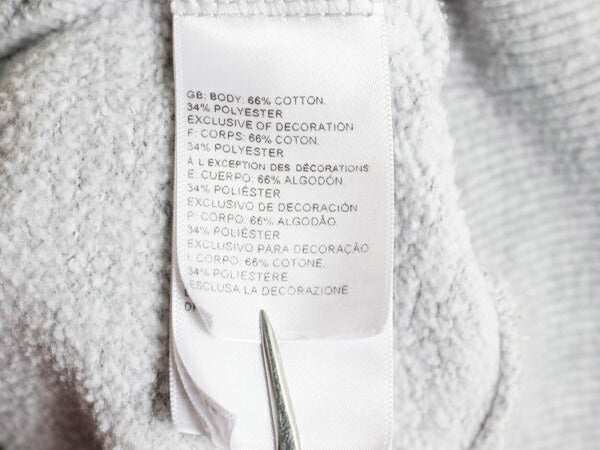 GB: BODY: 66% COTTON,
34% POLYESTER
EXCLUSIVE OF DECORATION
F: CORPS: 66% COTON,
34% POLYESTER
À L'EXCEPTION DES DÉCORATIONS
E: CUERPO: 66% ALGODÓN,
34% POLIÉSTER
EXCLUSIVO DE DECORACIÓN
P: CORPO: 66% ALGODÃO,
34% POLIÉSTER
EXCLUSIVO PARA DECORAÇÃO
I: CORPO: 66% COTONE,
34% POLIESTERE
ESCLUSA LA DECORAZIONE